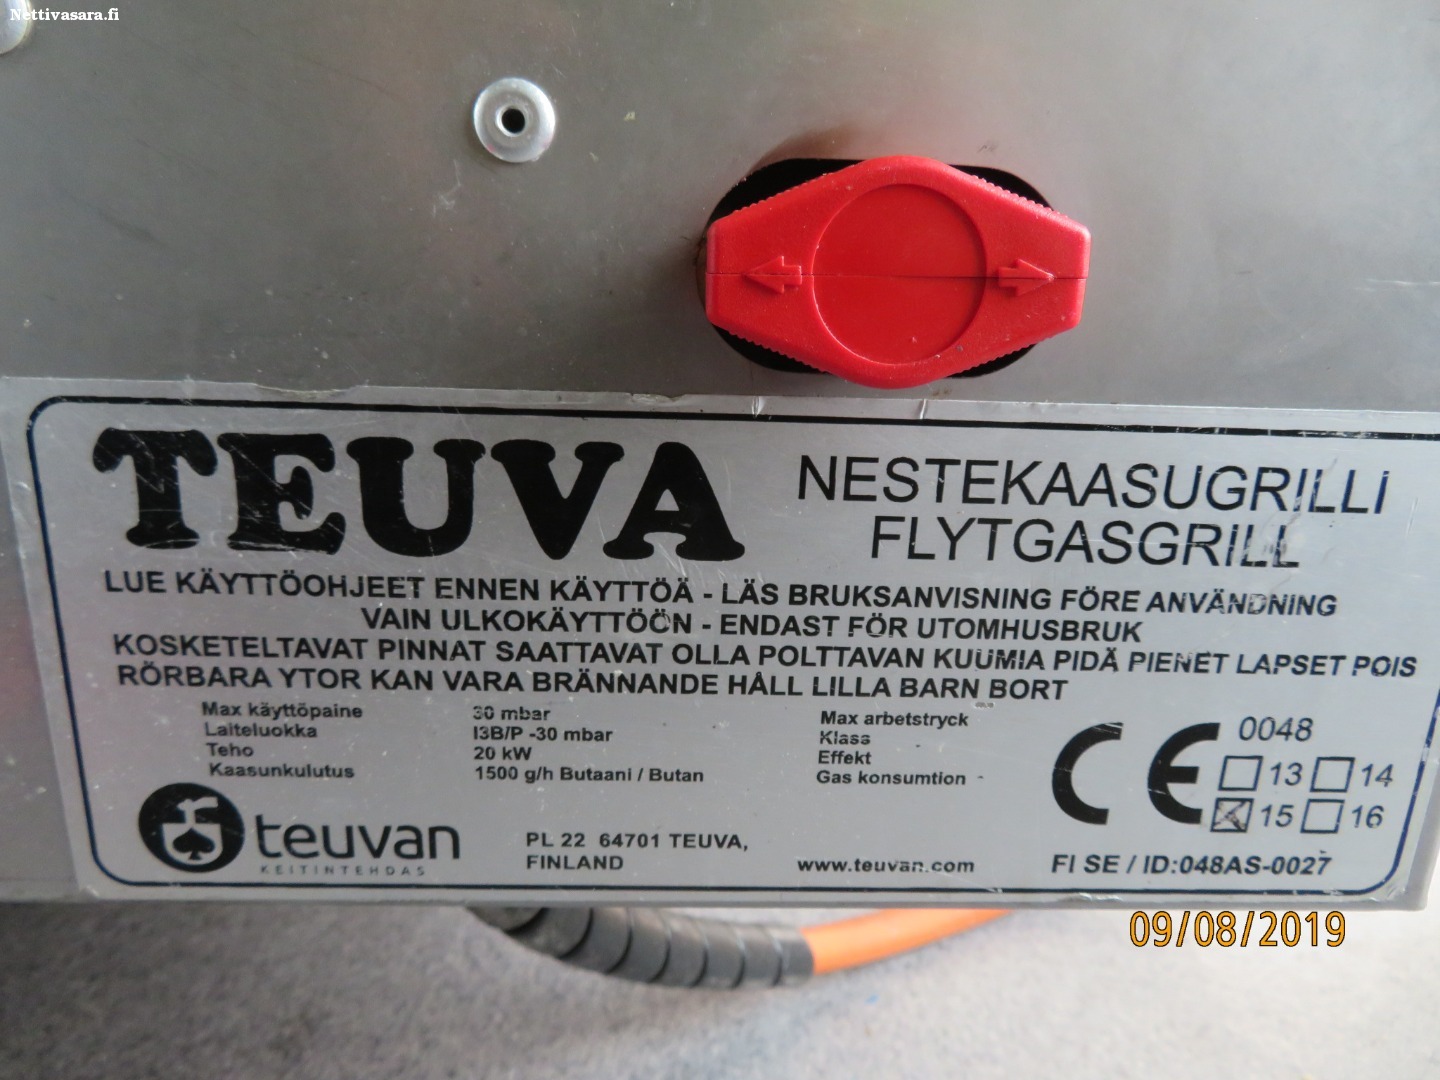 Nettivasara.fi
TEUVA
NESTEKAASUGRILLI
FLYTGASGRILL
LUE KÄYTTÖOHJEET ENNEN KÄYTTÖÄ - LÄS BRUKSANVISNING FÖRE ANVÄNDNING
VAIN ULKOKÄYTTÖÖN - ENDAST FÖR UTOMHUSBRUK
KOSKETELTAVAT PINNAT SAATTAVAT OLLA POLTTAVAN KUUMIA PIDÄ PIENET LAPSET POIS
RÖRBARA YTOR KAN VARA BRÄNNANDE HÅLL LILLA BARN BORT
Max käyttöpaine 30 mbar Max arbetstryck
Laiteluokka I3B/P -30 mbar Klass
Teho 20 kW Effekt
Kaasunkulutus 1500 g/h Butaani / Butan Gas konsumtion
CE 0048
13 14
15 16
teuvan
KEITINTEHDAS
PL 22 64701 TEUVA,
FINLAND
www.teuvan.com
FI SE / ID:048AS-0027
09/08/2019